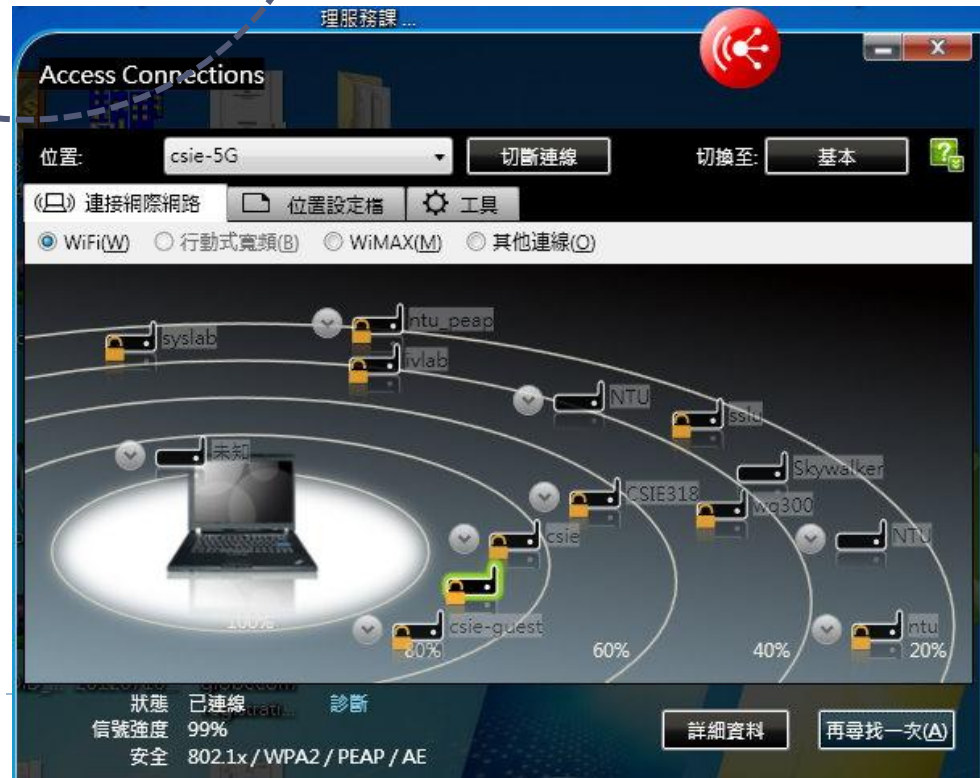 理服務課 ...
Access Connections
位置: csie-5G 切斷連線 切換至: 基本
連接網際網路 位置設定檔 工具
WiFi(W) 行動式寬頻(B) WiMAX(M) 其他連線(O)
ntu_peap
syslab
ivlab
NTU
sslu
未知
Skywalker
CSIE318
wq300
csie
NTU
100%
csie-guest
ntu
80% 60% 40% 20%
狀態 已連線 診斷
信號強度 99%
詳細資料 再尋找一次(A)
安全 802.1x / WPA2 / PEAP / AE